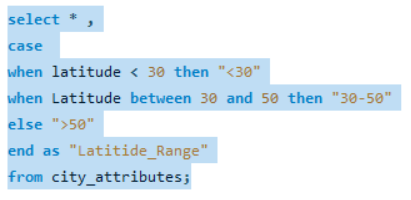 select * ,
case
when latitude < 30 then "<30"
when Latitude between 30 and 50 then "30-50"
else ">50"
end as "Latitide_Range"
from city_attributes;